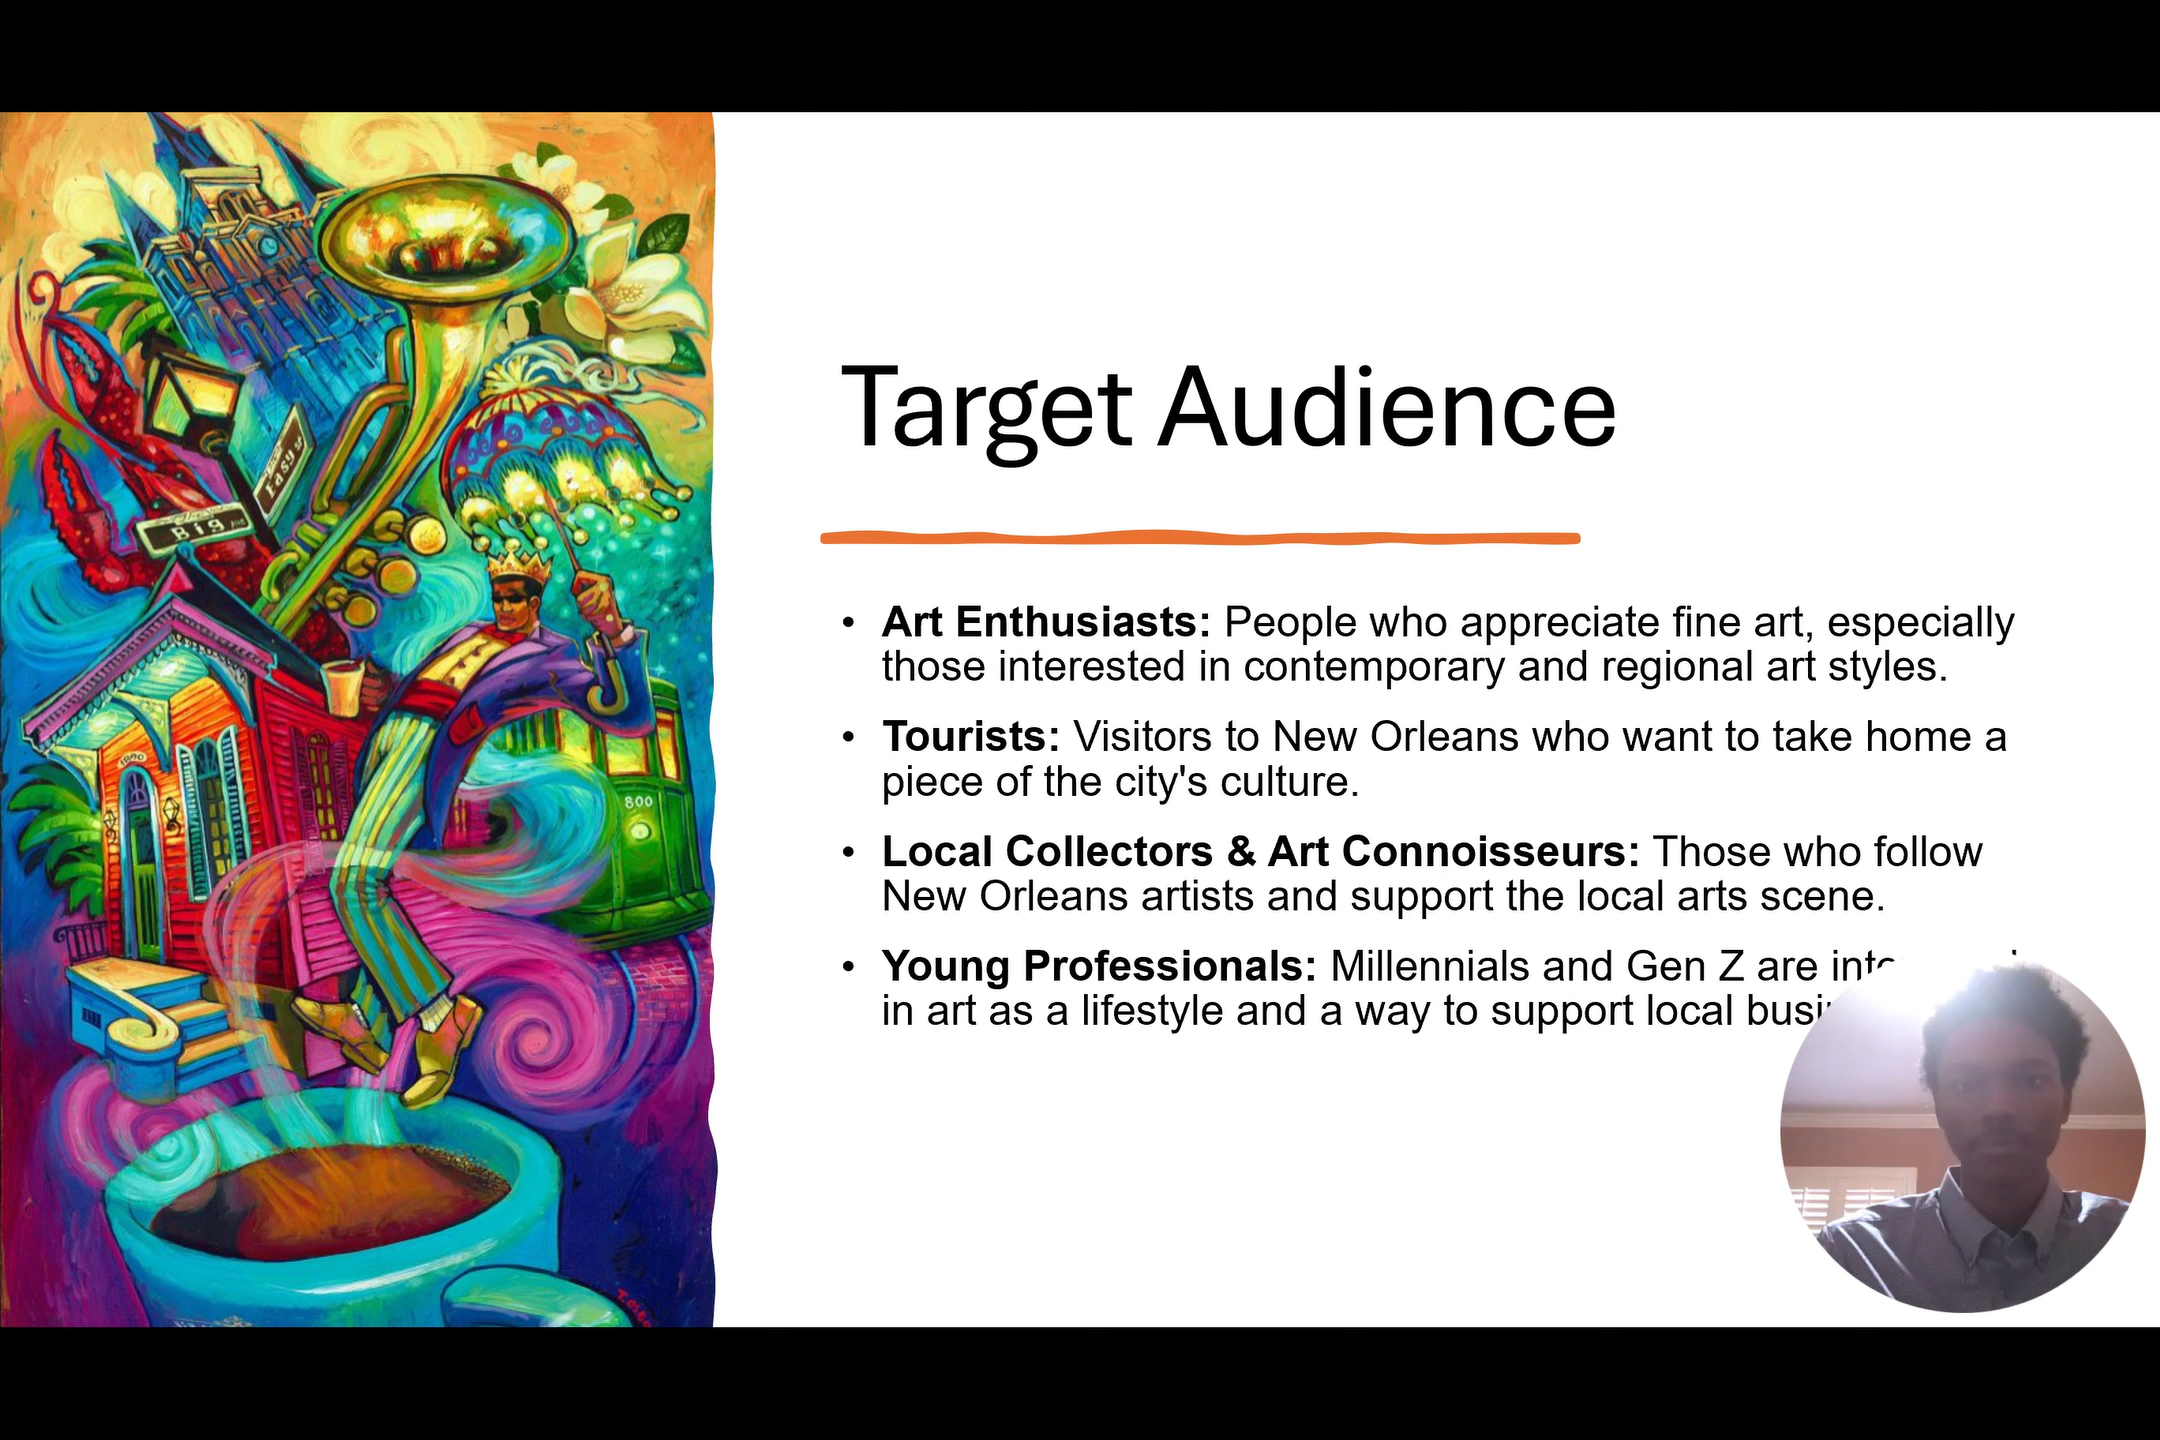 Easy St
Big Ave
1890
800
Target Audience
• Art Enthusiasts: People who appreciate fine art, especially
those interested in contemporary and regional art styles.
• Tourists: Visitors to New Orleans who want to take home a
piece of the city's culture.
• Local Collectors & Art Connoisseurs: Those who follow
New Orleans artists and support the local arts scene.
• Young Professionals: Millennials and Gen Z are
in art as a lifestyle and a way to support local